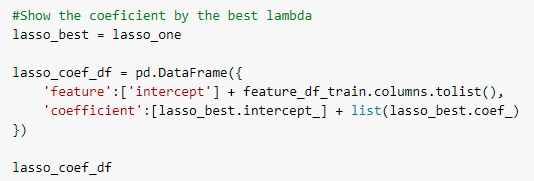 #Show the coeficient by the best lambda
lasso_best = lasso_one
lasso_coef_df = pd.DataFrame({
    'feature':['intercept'] + feature_df_train.columns.tolist(),
    'coefficient':[lasso_best.intercept_] + list(lasso_best.coef_)
})
lasso_coef_df